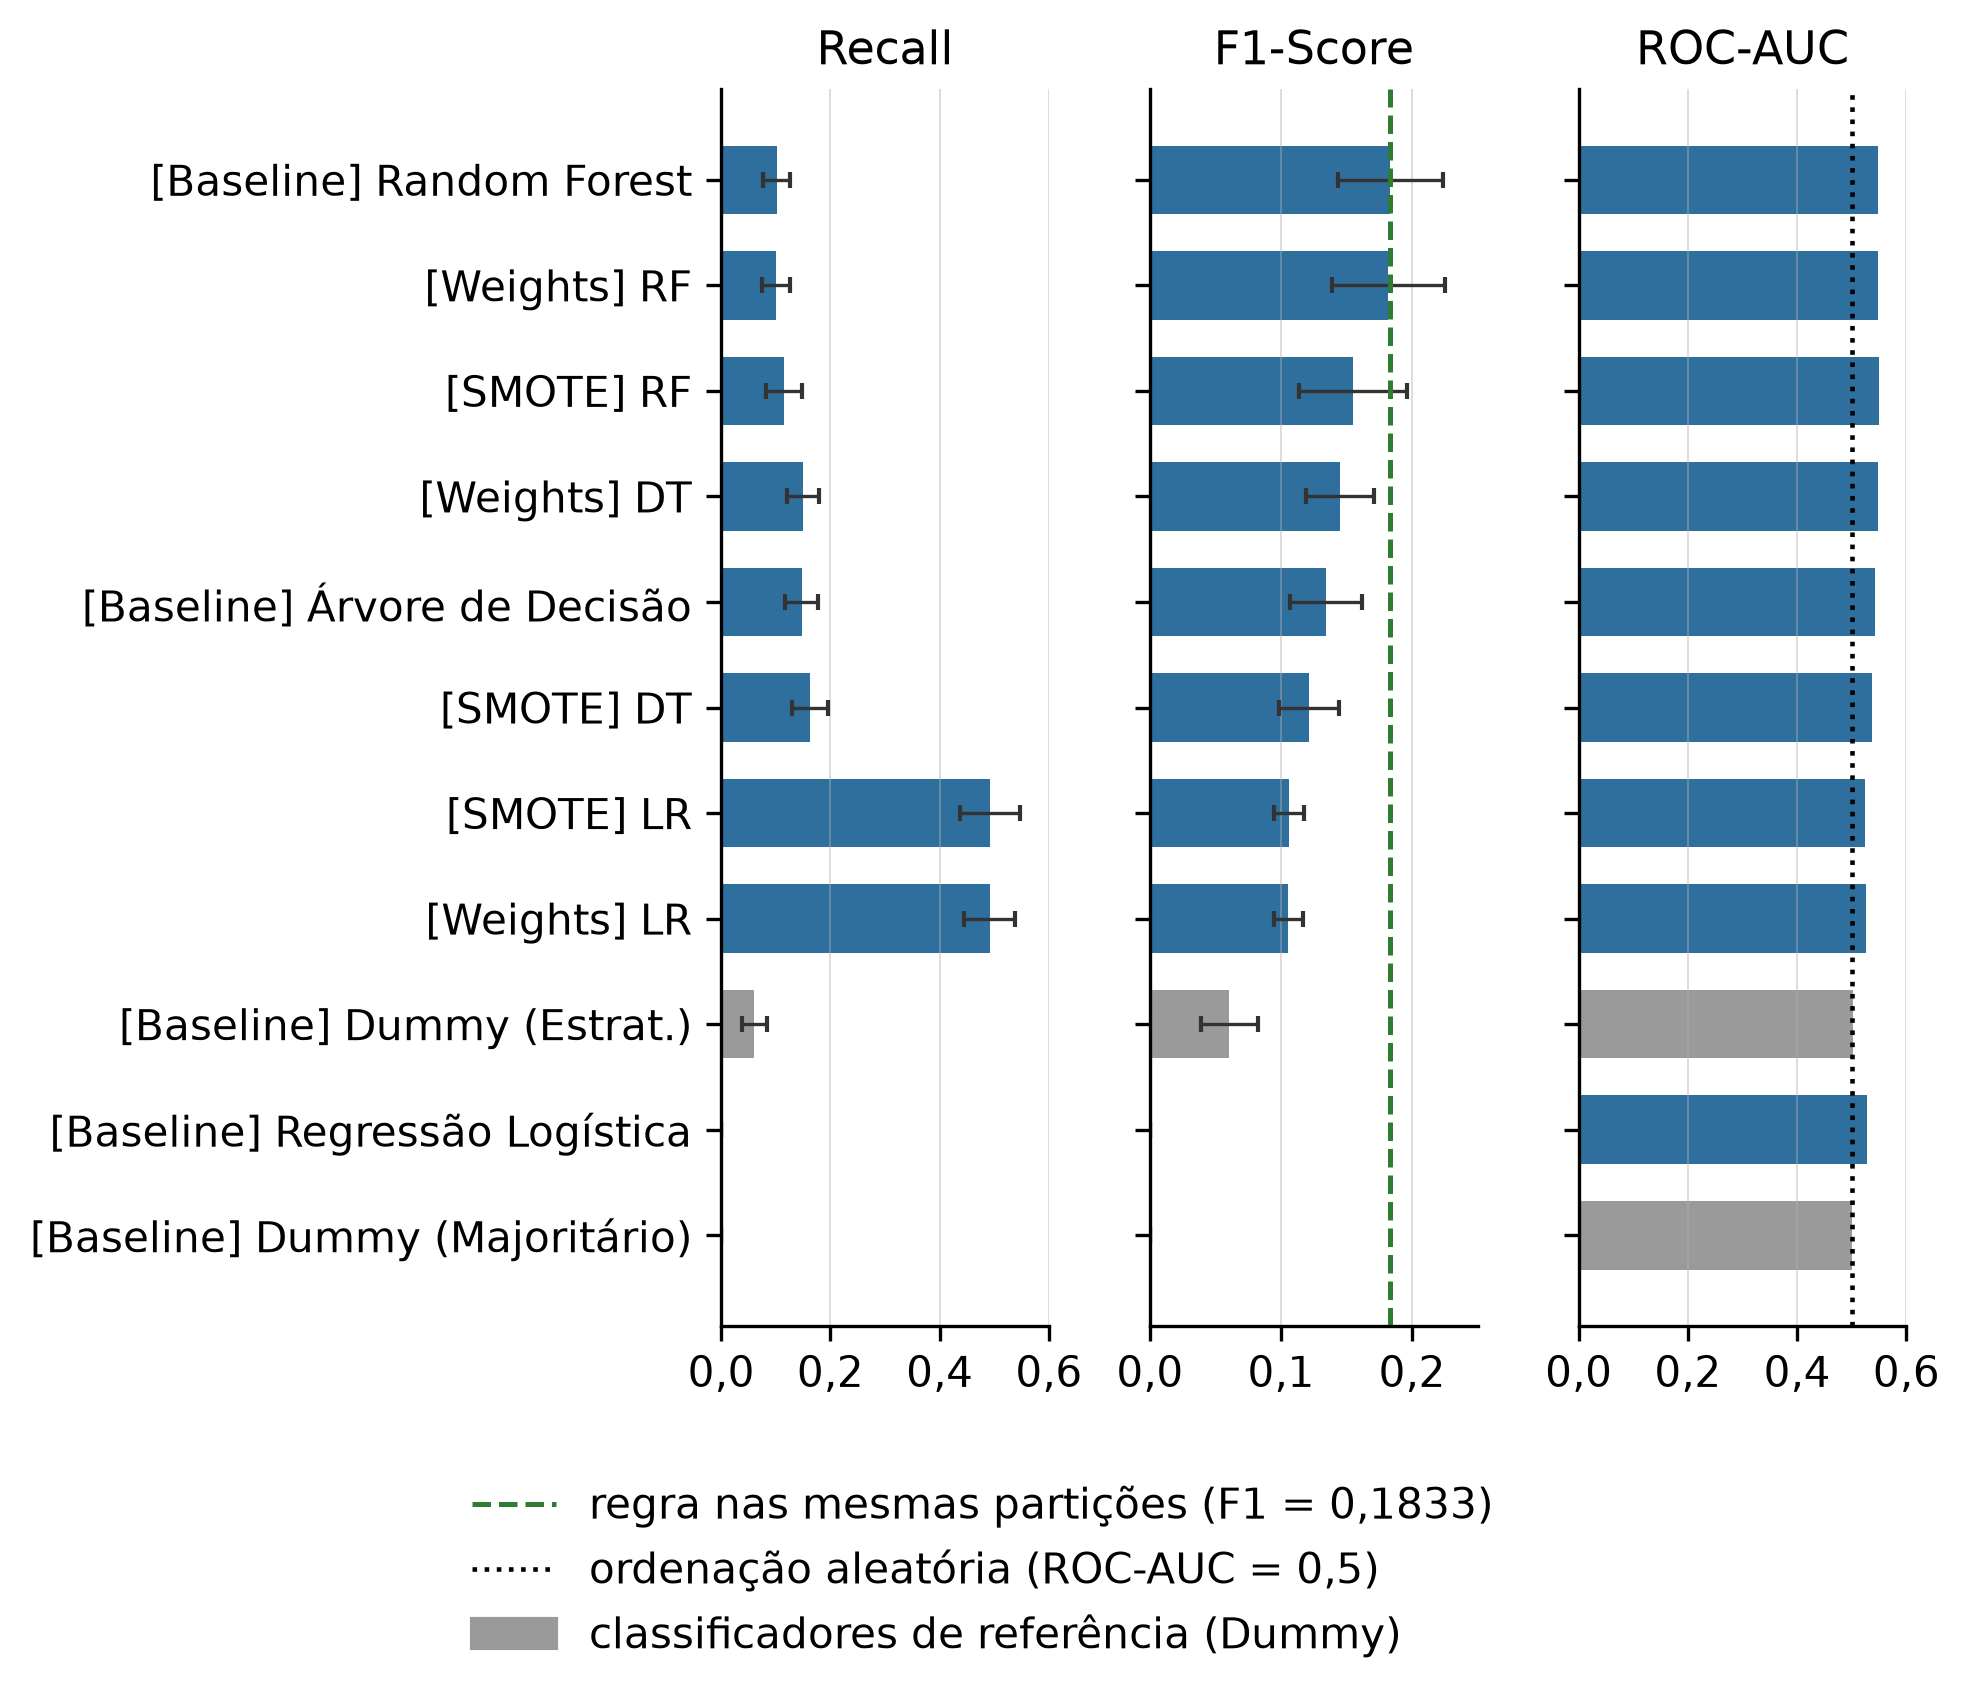 Recall
F1-Score
ROC-AUC
[Baseline] Random Forest
[Weights] RF
[SMOTE] RF
[Weights] DT
[Baseline] Árvore de Decisão
[SMOTE] DT
[SMOTE] LR
[Weights] LR
[Baseline] Dummy (Estrat.)
[Baseline] Regressão Logística
[Baseline] Dummy (Majoritário)
0,0 0,2 0,4 0,6
0,0 0,1 0,2
0,0 0,2 0,4 0,6
regra nas mesmas partições (F1 = 0,1833)
ordenação aleatória (ROC-AUC = 0,5)
classificadores de referência (Dummy)